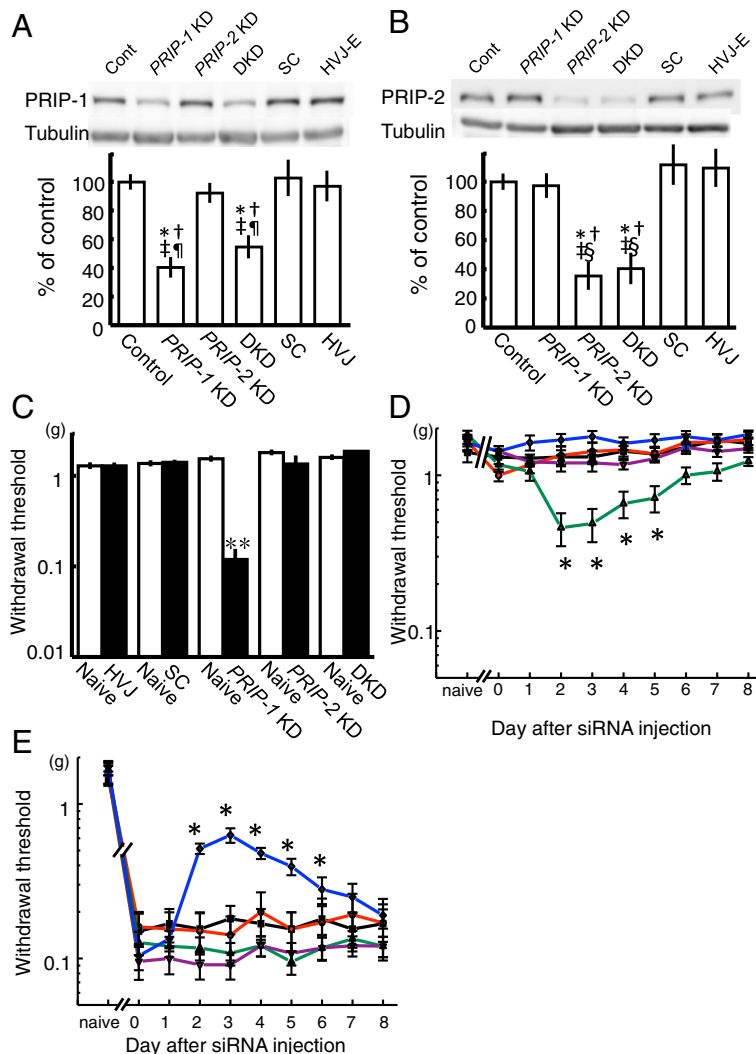 A
Cont PRIP-1 KD PRIP-2 KD DKD SC HVJ-E
PRIP-1
Tubulin
% of control
100
80
60
40
20
0
*†
‡¶
*†
‡¶
Control PRIP-1 KD PRIP-2 KD DKD SC HVJ
B
Cont PRIP-1 KD PRIP-2 KD DKD SC HVJ-E
PRIP-2
Tubulin
% of control
100
80
60
40
20
0
*†
‡§
*†
‡§
Control PRIP-1 KD PRIP-2 KD DKD SC HVJ
C
(g)
Withdrawal threshold
1
0.1
0.01
**
Naive HVJ Naive SC Naive PRIP-1 KD Naive PRIP-2 KD Naive DKD
D
(g)
Withdrawal threshold
1
0.1
* * * *
naive 0 1 2 3 4 5 6 7 8
Day after siRNA injection
E
(g)
Withdrawal threshold
1
0.1
* * * * *
naive 0 1 2 3 4 5 6 7 8
Day after siRNA injection